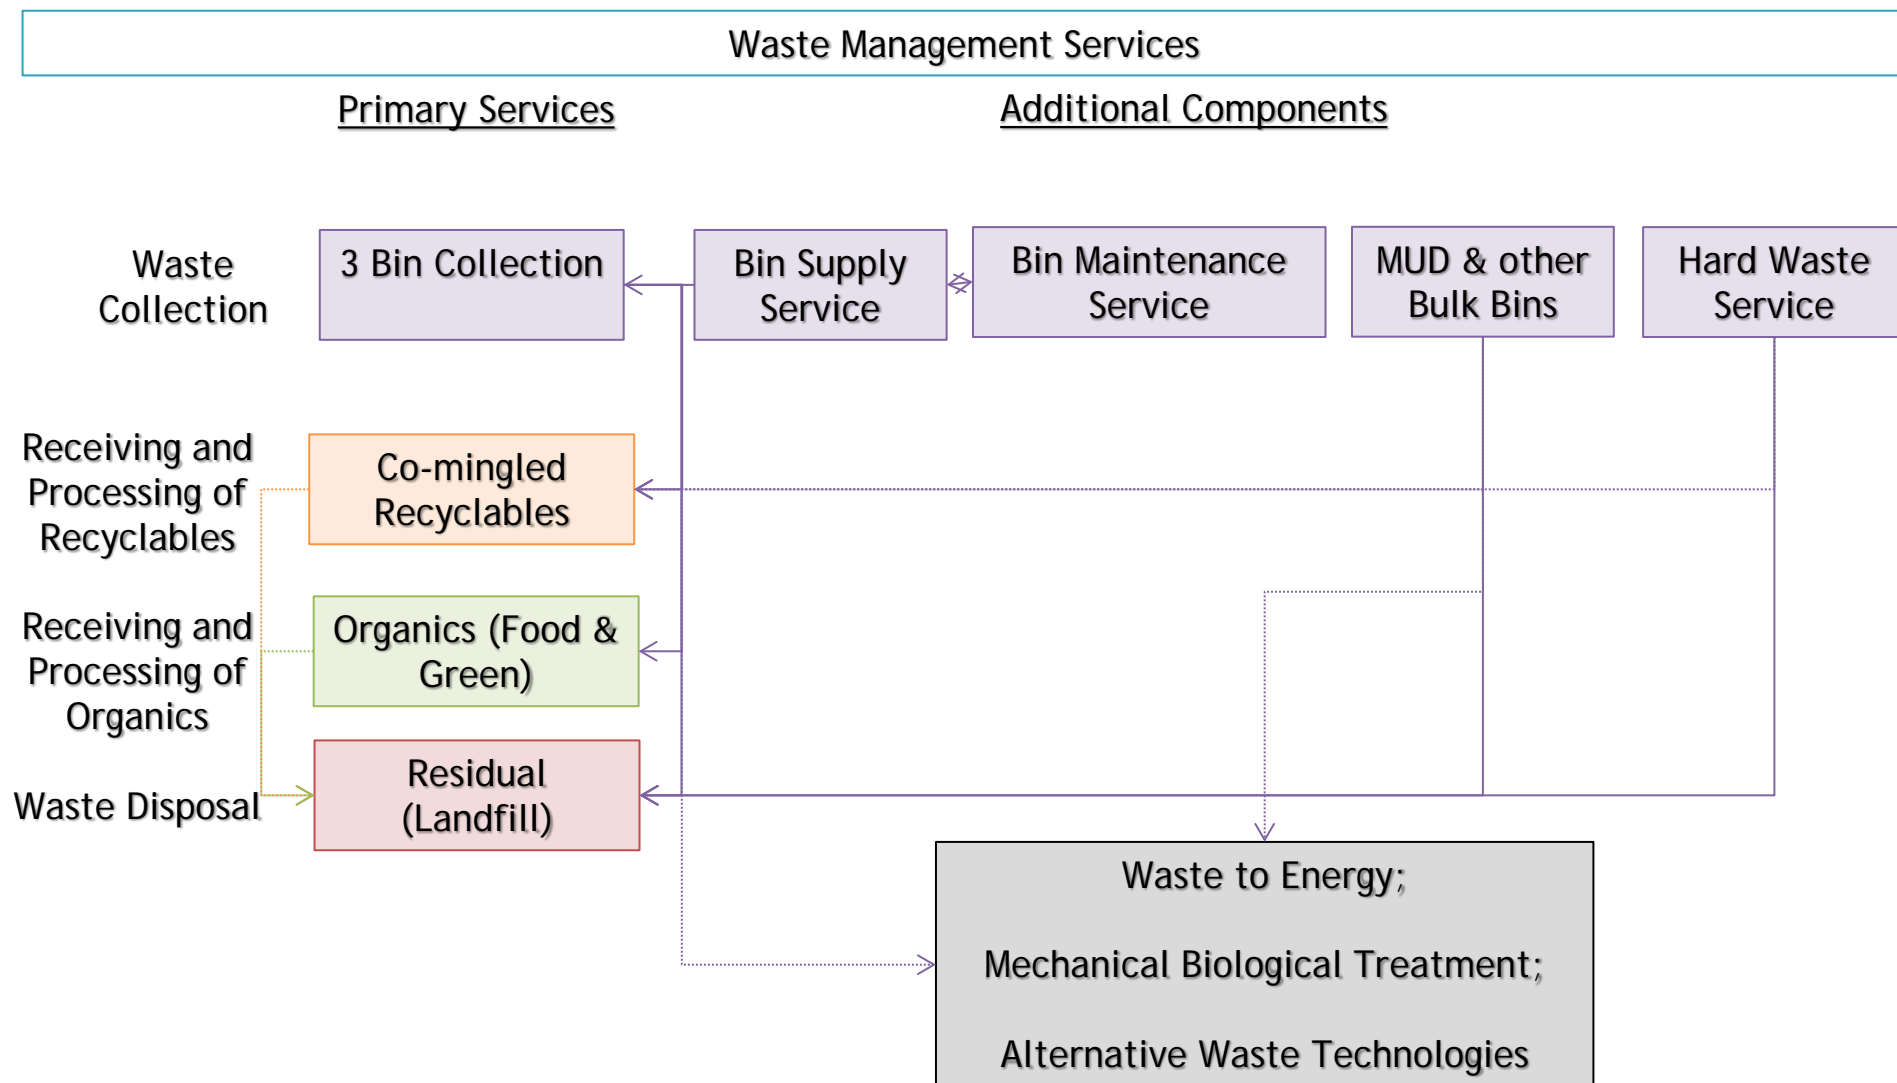 Waste Management Services
Primary Services
Additional Components
Waste
Collection
3 Bin Collection
Bin Supply
Service
Bin Maintenance
Service
MUD & other
Bulk Bins
Hard Waste
Service
Receiving and
Processing of
Recyclables
Co-mingled
Recyclables
Receiving and
Processing of
Organics
Organics (Food &
Green)
Waste Disposal
Residual
(Landfill)
Waste to Energy;
Mechanical Biological Treatment;
Alternative Waste Technologies